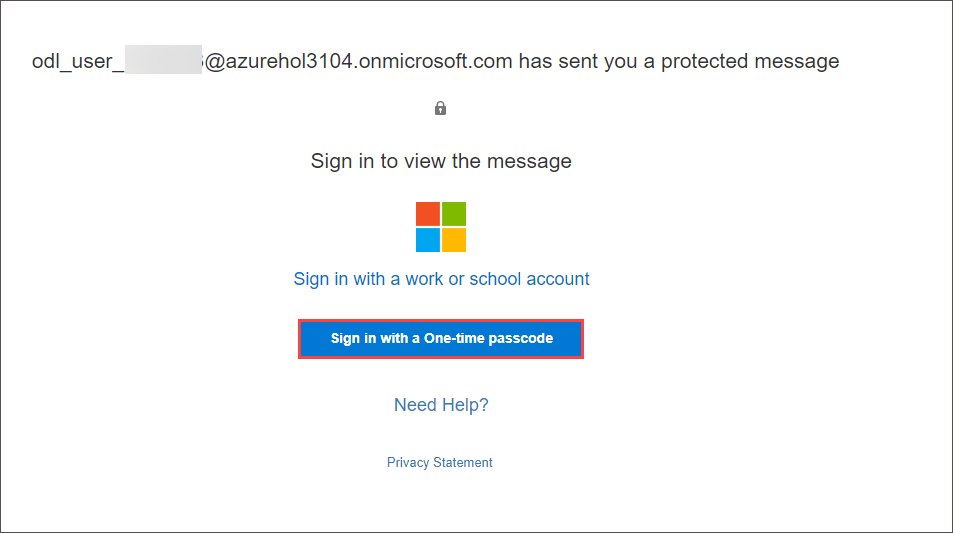 odl_user_@azurehol3104.onmicrosoft.com has sent you a protected message
Sign in to view the message
Sign in with a work or school account
Sign in with a One-time passcode
Need Help?
Privacy Statement